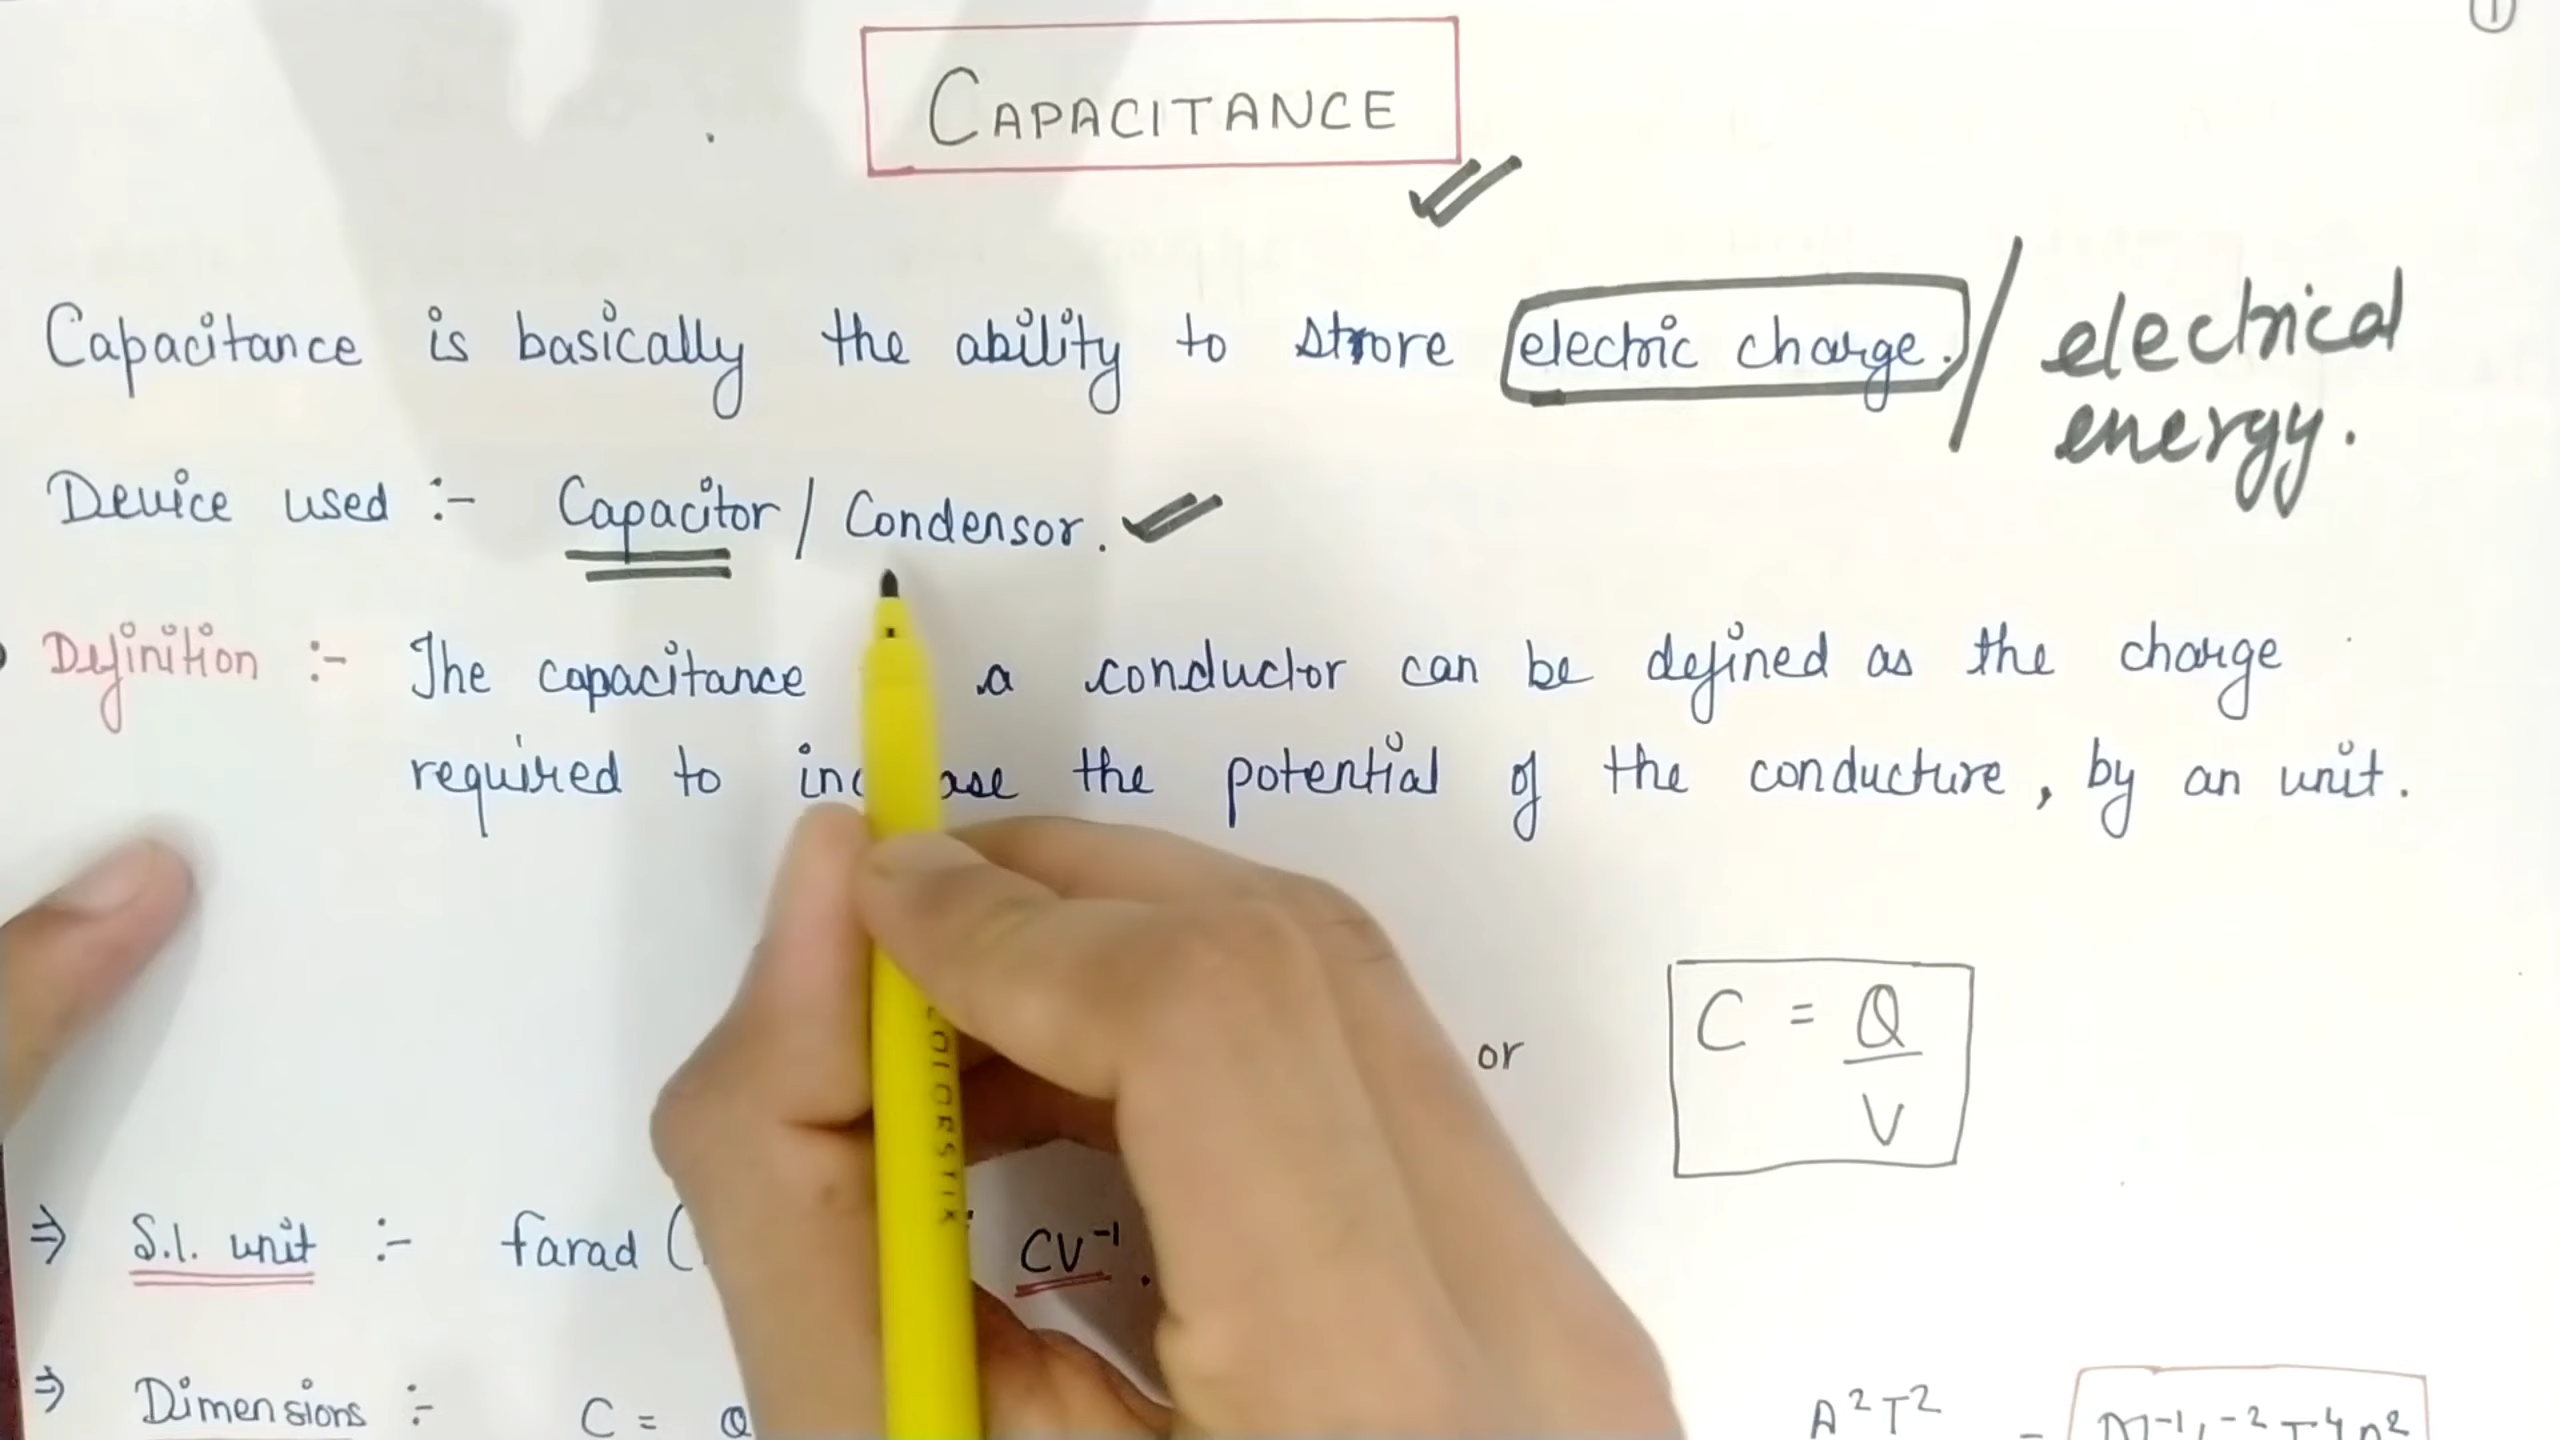 1
CAPACITANCE
Capacitance is basically the ability to strore electric charge. / electrical
energy.
Device used :- Capacitor / Condensor.
Definition :- The capacitance a conductor can be defined as the charge
required to the potential of the conducture, by an unit.
or C = Q
V
⇒ S.I. unit :- farad ( CV⁻¹.
⇒ Dimensions :- C = Q A²T² =
COLORSTIX